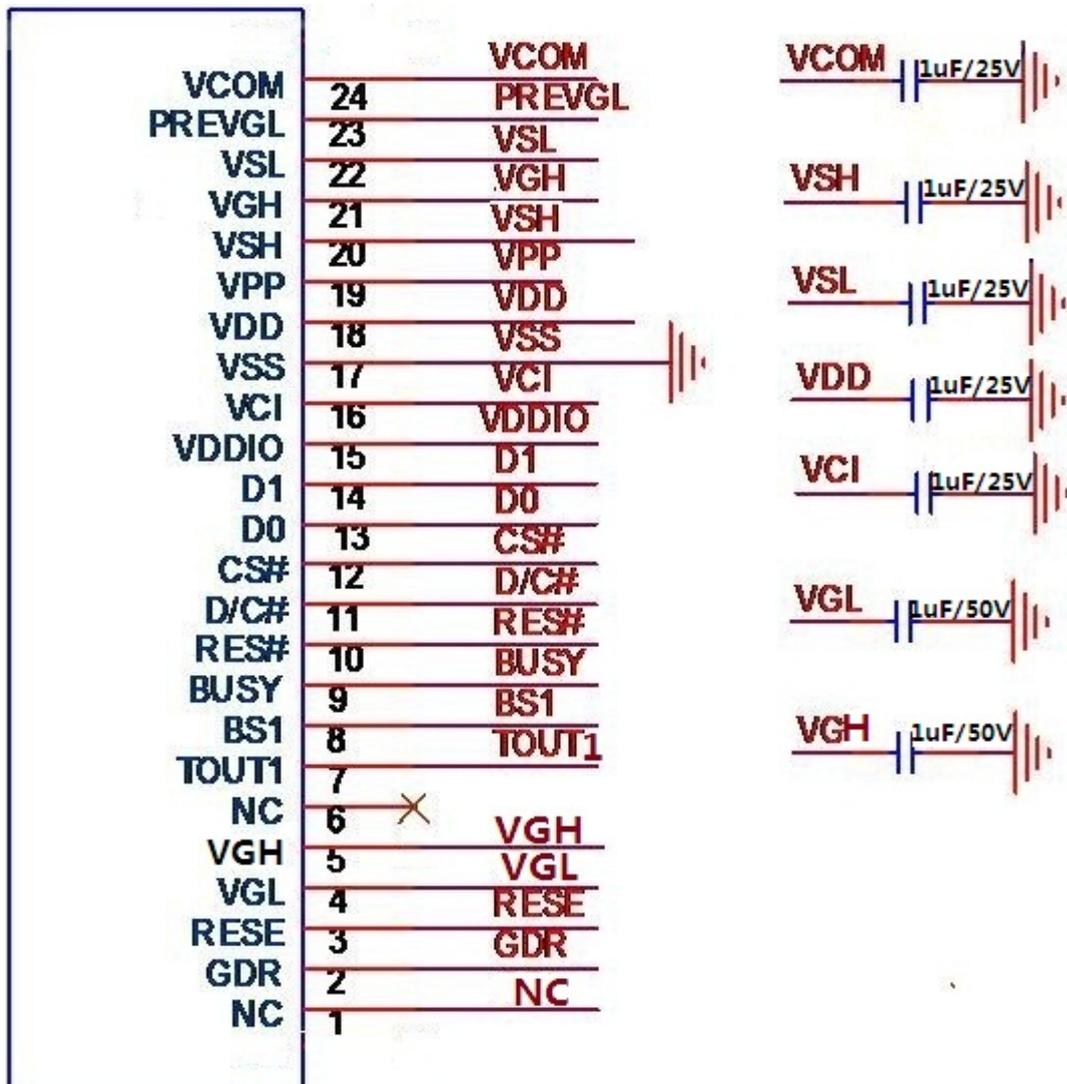 VCOM 24 VCOM
PREVGL 23 PREVGL
VSL 22 VSL
VGH 21 VGH
VSH 20 VSH
VPP 19 VPP
VDD 18 VDD
VSS 17 VSS
VCI 16 VCI
VDDIO 15 VDDIO
D1 14 D1
D0 13 D0
CS# 12 CS#
D/C# 11 D/C#
RES# 10 RES#
BUSY 9 BUSY
BS1 8 BS1
TOUT1 7 TOUT1
NC 6
VGH 5 VGH
VGL 4 VGL
RESE 3 RESE
GDR 2 GDR
NC 1 NC
VCOM 1uF/25V
VSH 1uF/25V
VSL 1uF/25V
VDD 1uF/25V
VCI 1uF/25V
VGL 1uF/50V
VGH 1uF/50V